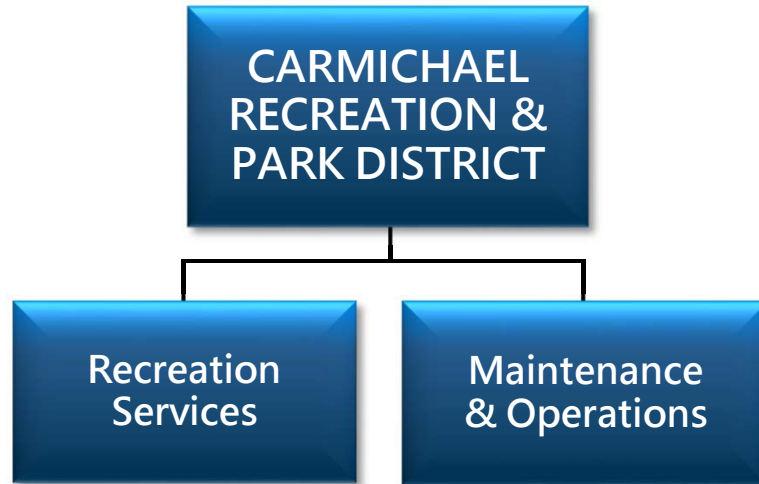 CARMICHAEL
RECREATION &
PARK DISTRICT
Recreation
Services
Maintenance
& Operations